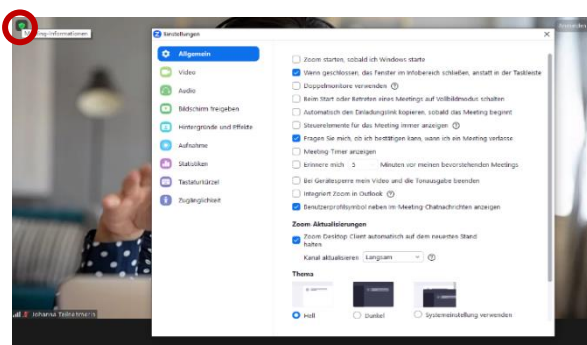 Meeting-Informationen
Einstellungen
Allgemein
Video
Audio
Bildschirm freigeben
Hintergründe und Effekte
Aufnahme
Statistiken
Tastaturkürzel
Zugänglichkeit
Zoom starten, sobald ich Windows starte
Wenn geschlossen, das Fenster im Infobereich schließen, anstatt in der Taskleiste
Doppelmonitore verwenden
Beim Start oder Betreten eines Meetings auf Vollbildmodus schalten
Automatisch den Einladungslink kopieren, sobald das Meeting beginnt
Steuerelemente für das Meeting immer anzeigen
Fragen Sie mich, ob ich bestätigen kann, wenn ich ein Meeting verlasse
Meeting-Timer anzeigen
Erinnere mich 5 Minuten vor meinen bevorstehenden Meetings
Bei Gerätesperre mein Video und die Tonausgabe beenden
Integriert Zoom in Outlook
Benutzerprofilsymbol neben im-Meeting-Chatnachrichten anzeigen
Zoom Aktualisierungen
Zoom Desktop Client automatisch auf dem neuesten Stand
halten
Kanal aktualisieren Langsam
Thema
Hell
Dunkel
Systemeinstellung verwenden
Johanna Teilnehmerin